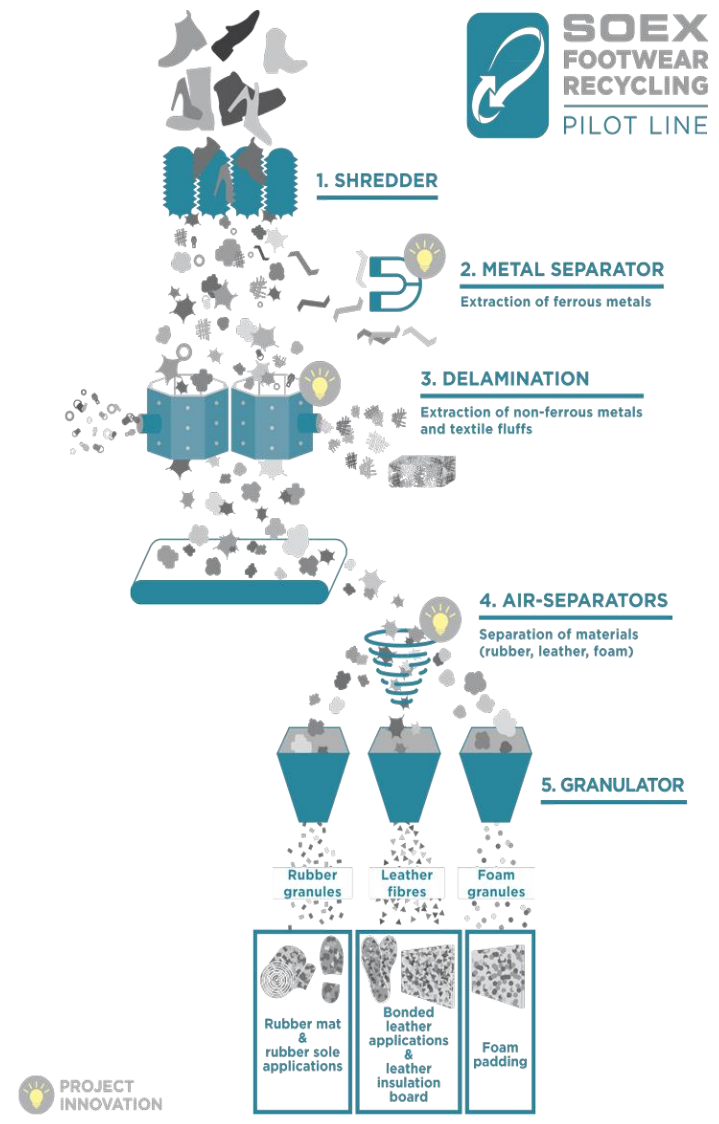 SOEX
FOOTWEAR
RECYCLING
PILOT LINE
1. SHREDDER
2. METAL SEPARATOR
Extraction of ferrous metals
3. DELAMINATION
Extraction of non-ferrous metals
and textile fluffs
4. AIR-SEPARATORS
Separation of materials
(rubber, leather, foam)
5. GRANULATOR
Rubber
granules
Leather
fibres
Foam
granules
Rubber mat
&
rubber sole
applications
Bonded
leather
applications
&
leather
insulation
board
Foam
padding
PROJECT
INNOVATION